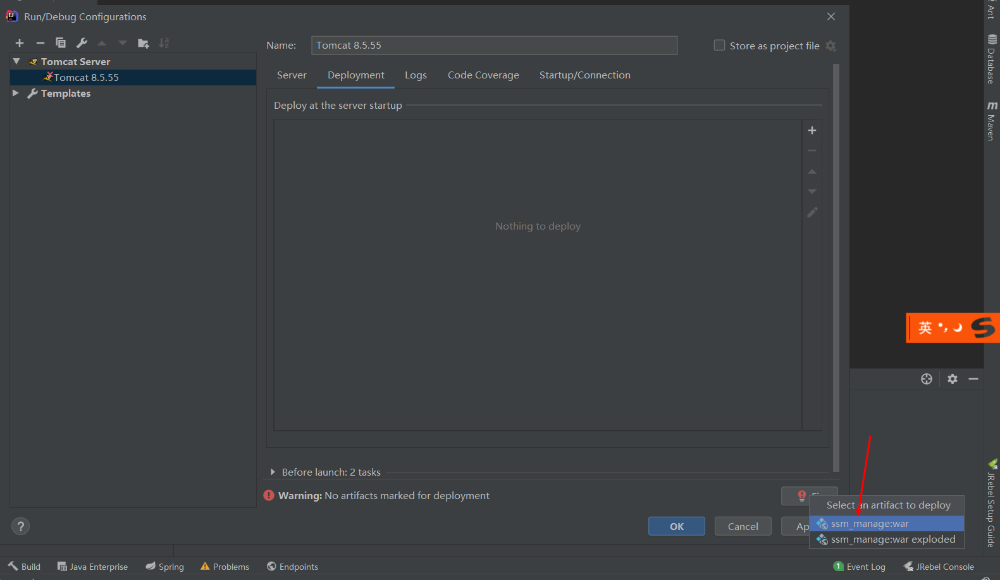 Run/Debug Configurations
Name:
Tomcat 8.5.55
Store as project file
Tomcat Server
Tomcat 8.5.55
Templates
Server
Deployment
Logs
Code Coverage
Startup/Connection
Deploy at the server startup
Nothing to deploy
Before launch: 2 tasks
Warning: No artifacts marked for deployment
Select an artifact to deploy
ssm_manage:war
ssm_manage:war exploded
?
OK
Cancel
Ap
Ant
Database
m
Maven
英
JR
JRebel Setup Guide
Build
Java Enterprise
Spring
Problems
Endpoints
1
Event Log
JRebel Console